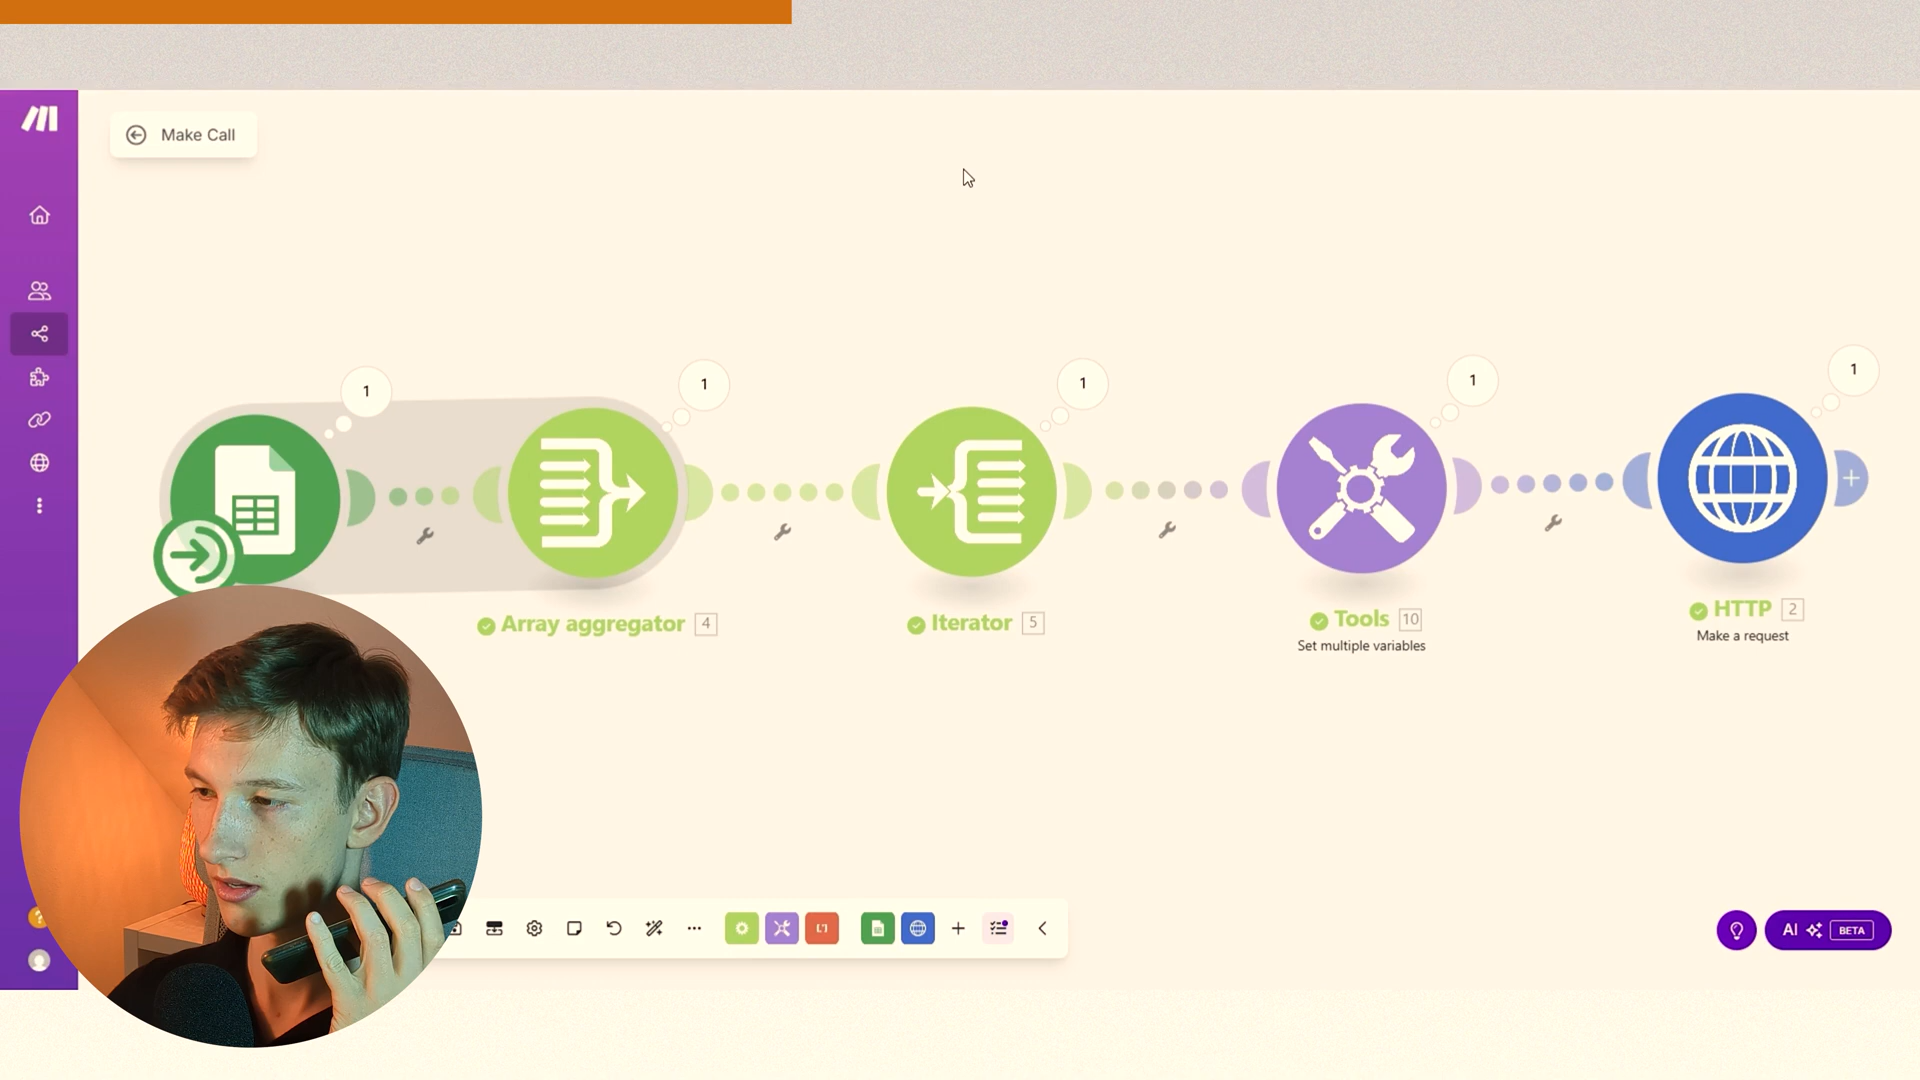 Make Call
1
1
1
1
1
Array aggregator 4
Iterator 5
Tools 10
Set multiple variables
HTTP 2
Make a request
AI BETA